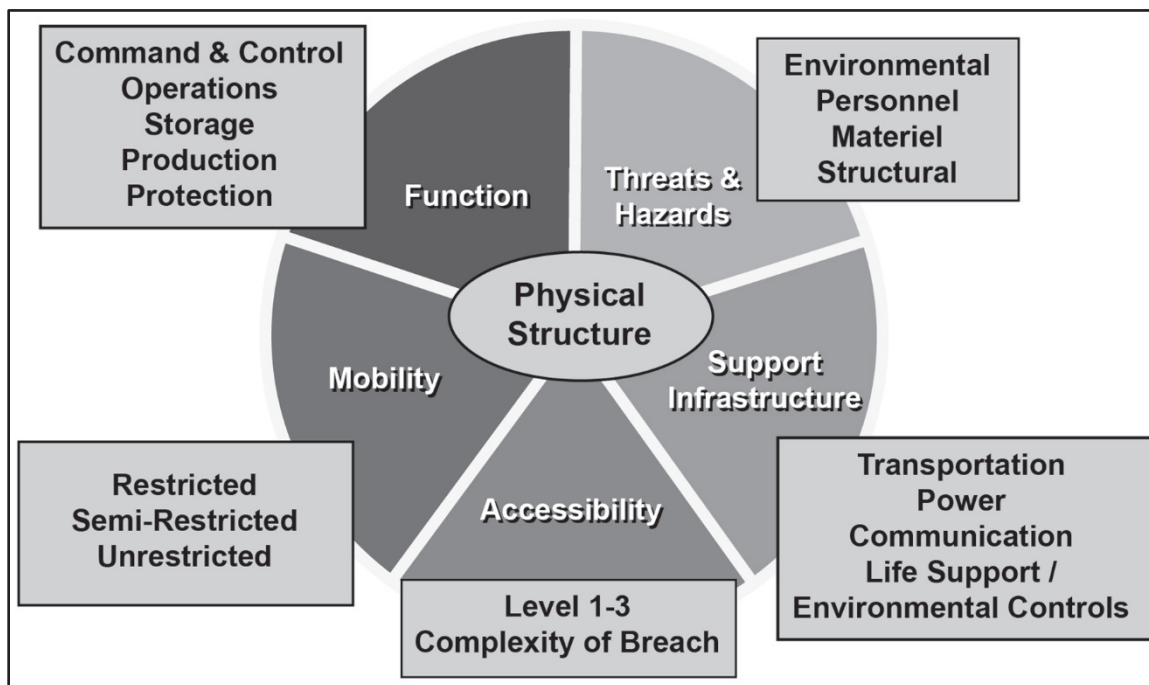 Command & Control
Operations
Storage
Production
Protection
Environmental
Personnel
Materiel
Structural
Function
Threats &
Hazards
Physical
Structure
Mobility
Support
Infrastructure
Accessibility
Restricted
Semi-Restricted
Unrestricted
Transportation
Power
Communication
Life Support /
Environmental Controls
Level 1-3
Complexity of Breach